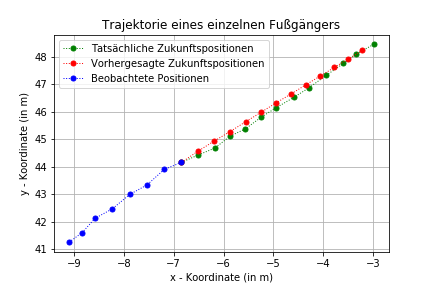 Trajektorie eines einzelnen Fußgängers
Tatsächliche Zukunftspositionen
Vorhergesagte Zukunftspositionen
Beobachtete Positionen
y - Koordinate (in m)
48
47
46
45
44
43
42
41
−9 −8 −7 −6 −5 −4 −3
x - Koordinate (in m)